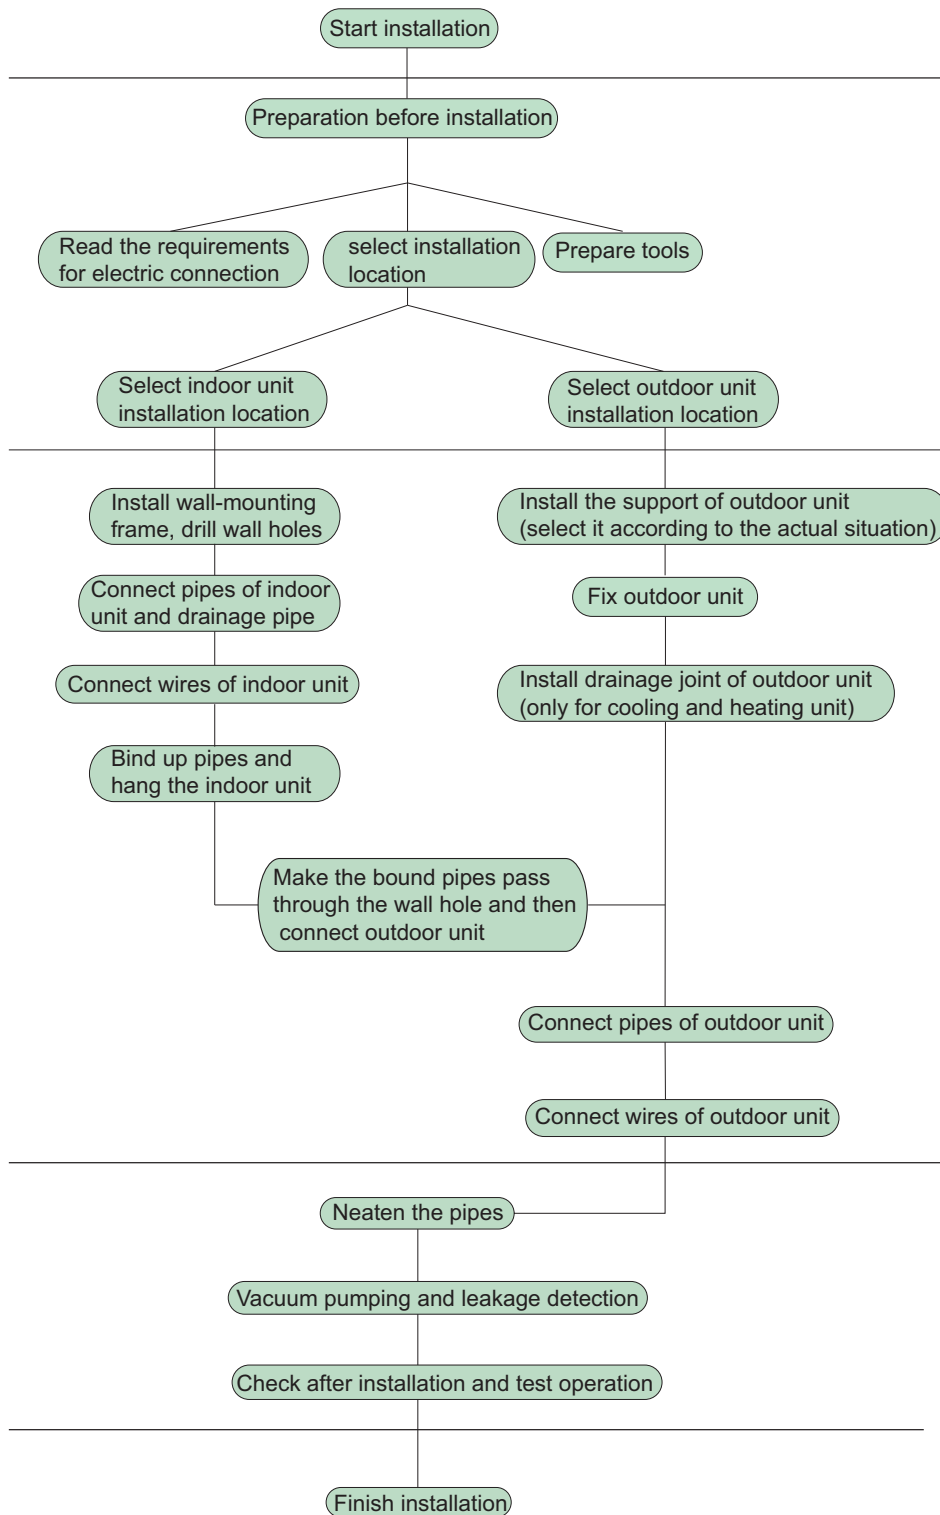 Start installation
Preparation before installation
Read the requirements
for electric connection
select installation
location
Prepare tools
Select indoor unit
installation location
Select outdoor unit
installation location
Install wall-mounting
frame, drill wall holes
Install the support of outdoor unit
(select it according to the actual situation)
Connect pipes of indoor
unit and drainage pipe
Fix outdoor unit
Connect wires of indoor unit
Install drainage joint of outdoor unit
(only for cooling and heating unit)
Bind up pipes and
hang the indoor unit
Make the bound pipes pass
through the wall hole and then
connect outdoor unit
Connect pipes of outdoor unit
Connect wires of outdoor unit
Neaten the pipes
Vacuum pumping and leakage detection
Check after installation and test operation
Finish installation